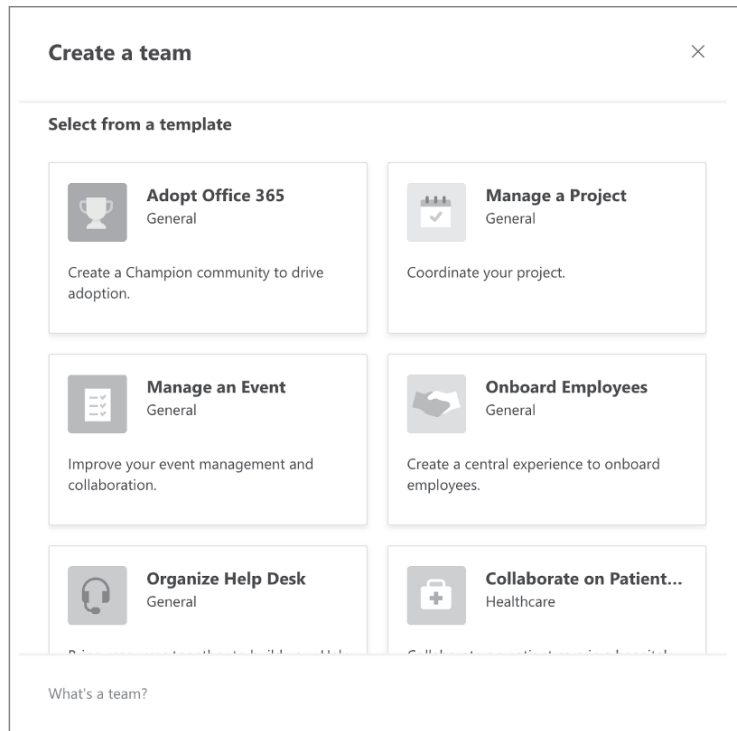 Create a team
Select from a template
Adopt Office 365
General
Create a Champion community to drive
adoption.
Manage a Project
General
Coordinate your project.
Manage an Event
General
Improve your event management and
collaboration.
Onboard Employees
General
Create a central experience to onboard
employees.
Organize Help Desk
General
Collaborate on Patient...
Healthcare
What's a team?